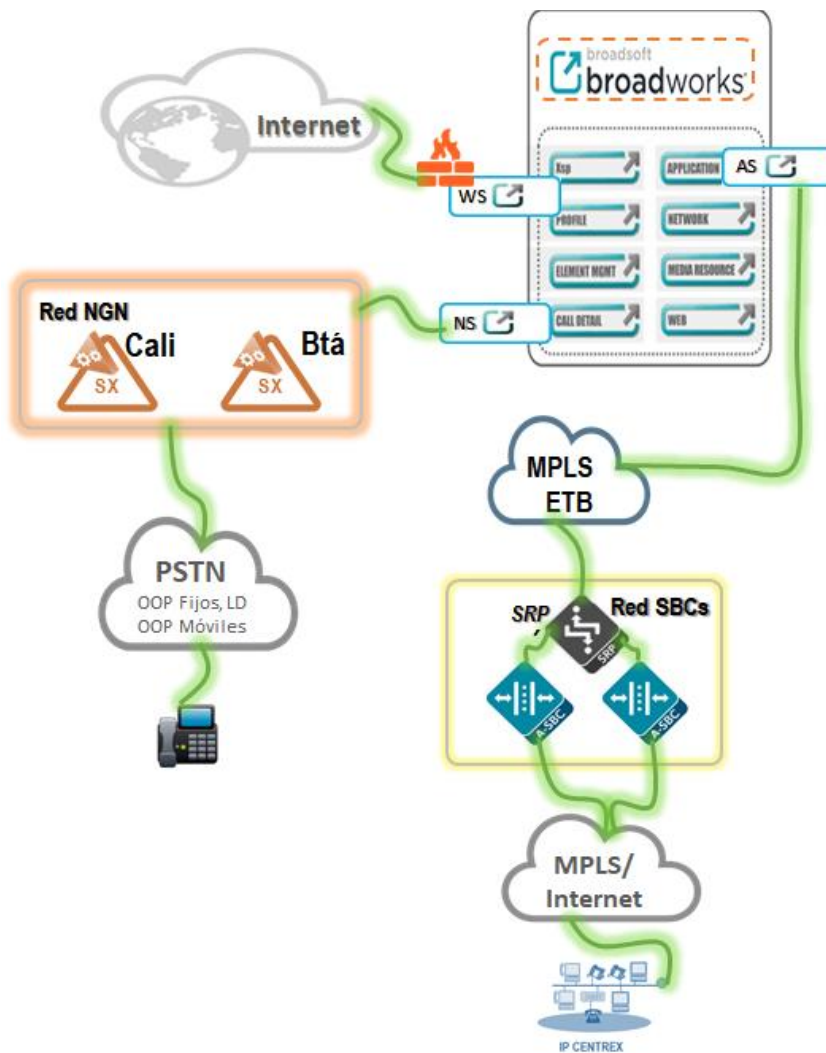 broadsoft
broadworks
Internet
Xsp
APPLICATION
AS
WS
PROFILE
NETWORK
ELEMENT MGMT
MEDIA RESOURCE
NS
CALL DETAIL
WEB
Red NGN
Cali
Btá
SX
SX
MPLS
ETB
PSTN
OOP Fijos, LD
OOP Móviles
SRP
Red SBCs
SRP
A-SBC
A-SBC
MPLS/
Internet
IP CENTREX